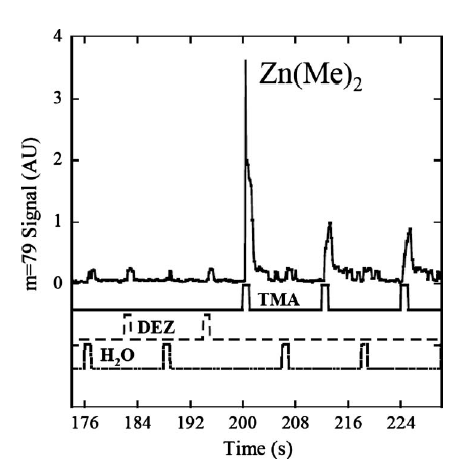 4
Zn(Me)₂
3
2
1
0
m=79 Signal (AU)
TMA
DEZ
H₂O
176 184 192 200 208 216 224
Time (s)